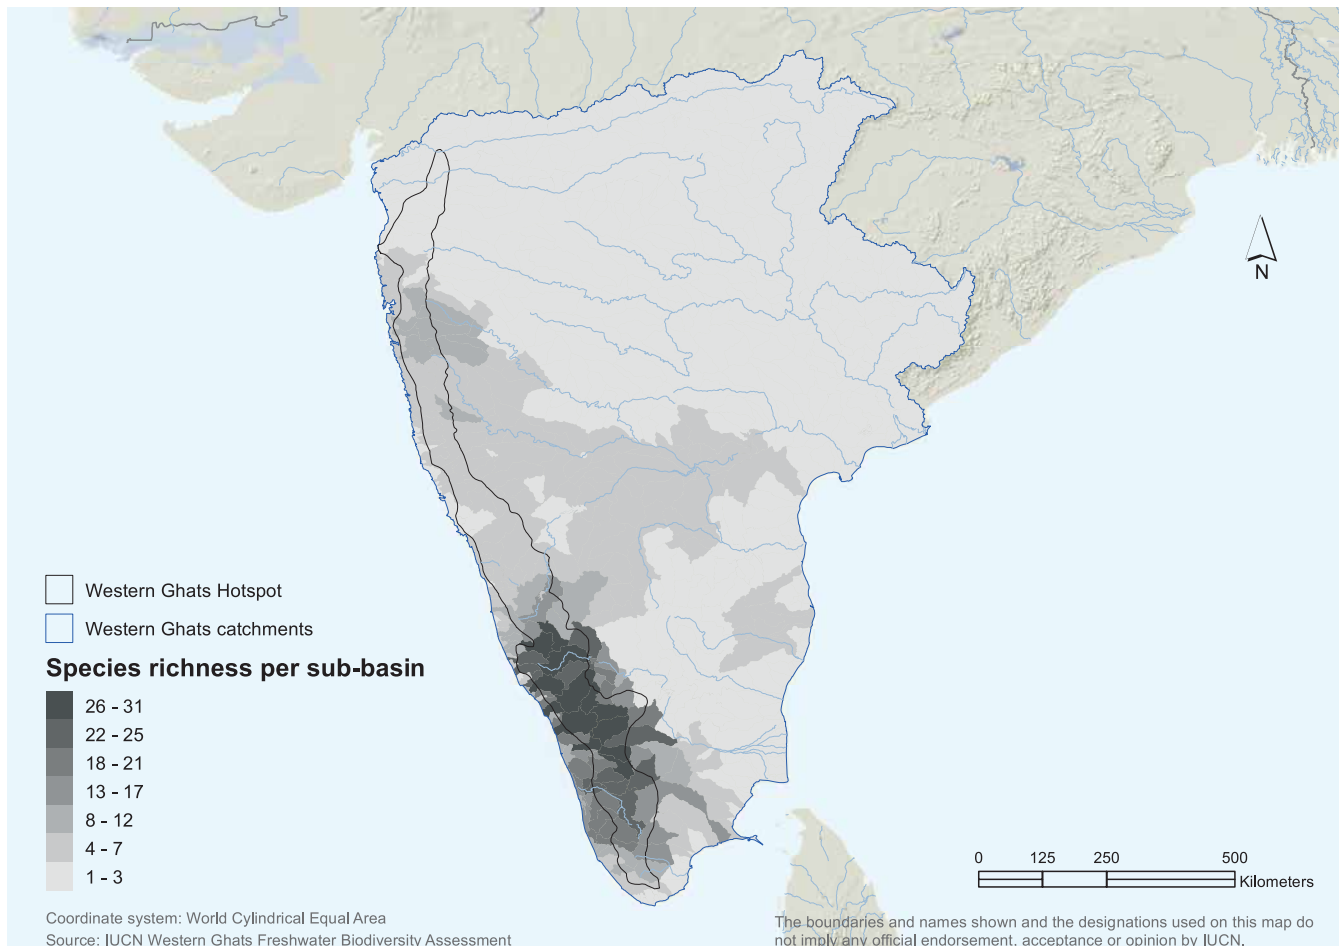 N
Western Ghats Hotspot
Western Ghats catchments
Species richness per sub-basin
26 - 31
22 - 25
18 - 21
13 - 17
8 - 12
4 - 7
1 - 3
0 125 250 500
Kilometers
Coordinate system: World Cylindrical Equal Area
Source: IUCN Western Ghats Freshwater Biodiversity Assessment
The boundaries and names shown and the designations used on this map do
not imply any official endorsement, acceptance or opinion by IUCN.